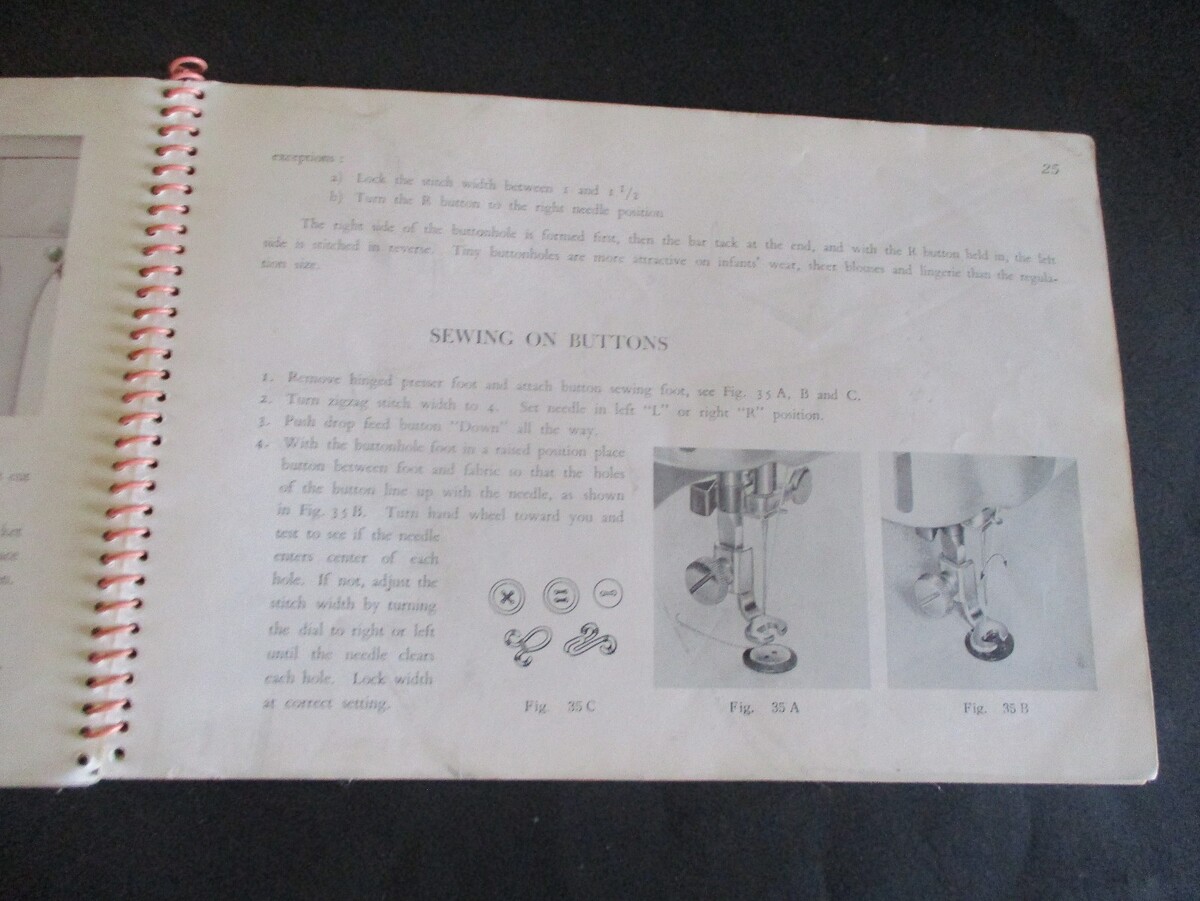 25
exceptions :
a) Lock the stitch width between 1 and 1 1/2
b) Turn the R button to the right needle position
The right side of the buttonhole is formed first, then the bar tack at the end, and with the R button held in, the left
side is stitched in reverse. Tiny buttonholes are more attractive on infants' wear, sheer blouses and lingerie than the regula-
tion size.
SEWING ON BUTTONS
1. Remove hinged presser foot and attach button sewing foot, see Fig. 35 A, B and C.
2. Turn zigzag stitch width to 4. Set needle in left "L" or right "R" position.
3. Push drop feed button "Down" all the way.
4. With the buttonhole foot in a raised position place
button between foot and fabric so that the holes
of the button line up with the needle, as shown
in Fig. 35 B. Turn hand wheel toward you and
test to see if the needle
enters center of each
hole. If not, adjust the
stitch width by turning
the dial to right or left
until the needle clears
each hole. Lock width
at correct setting.
Fig. 35 C
Fig. 35 A
Fig. 35 B